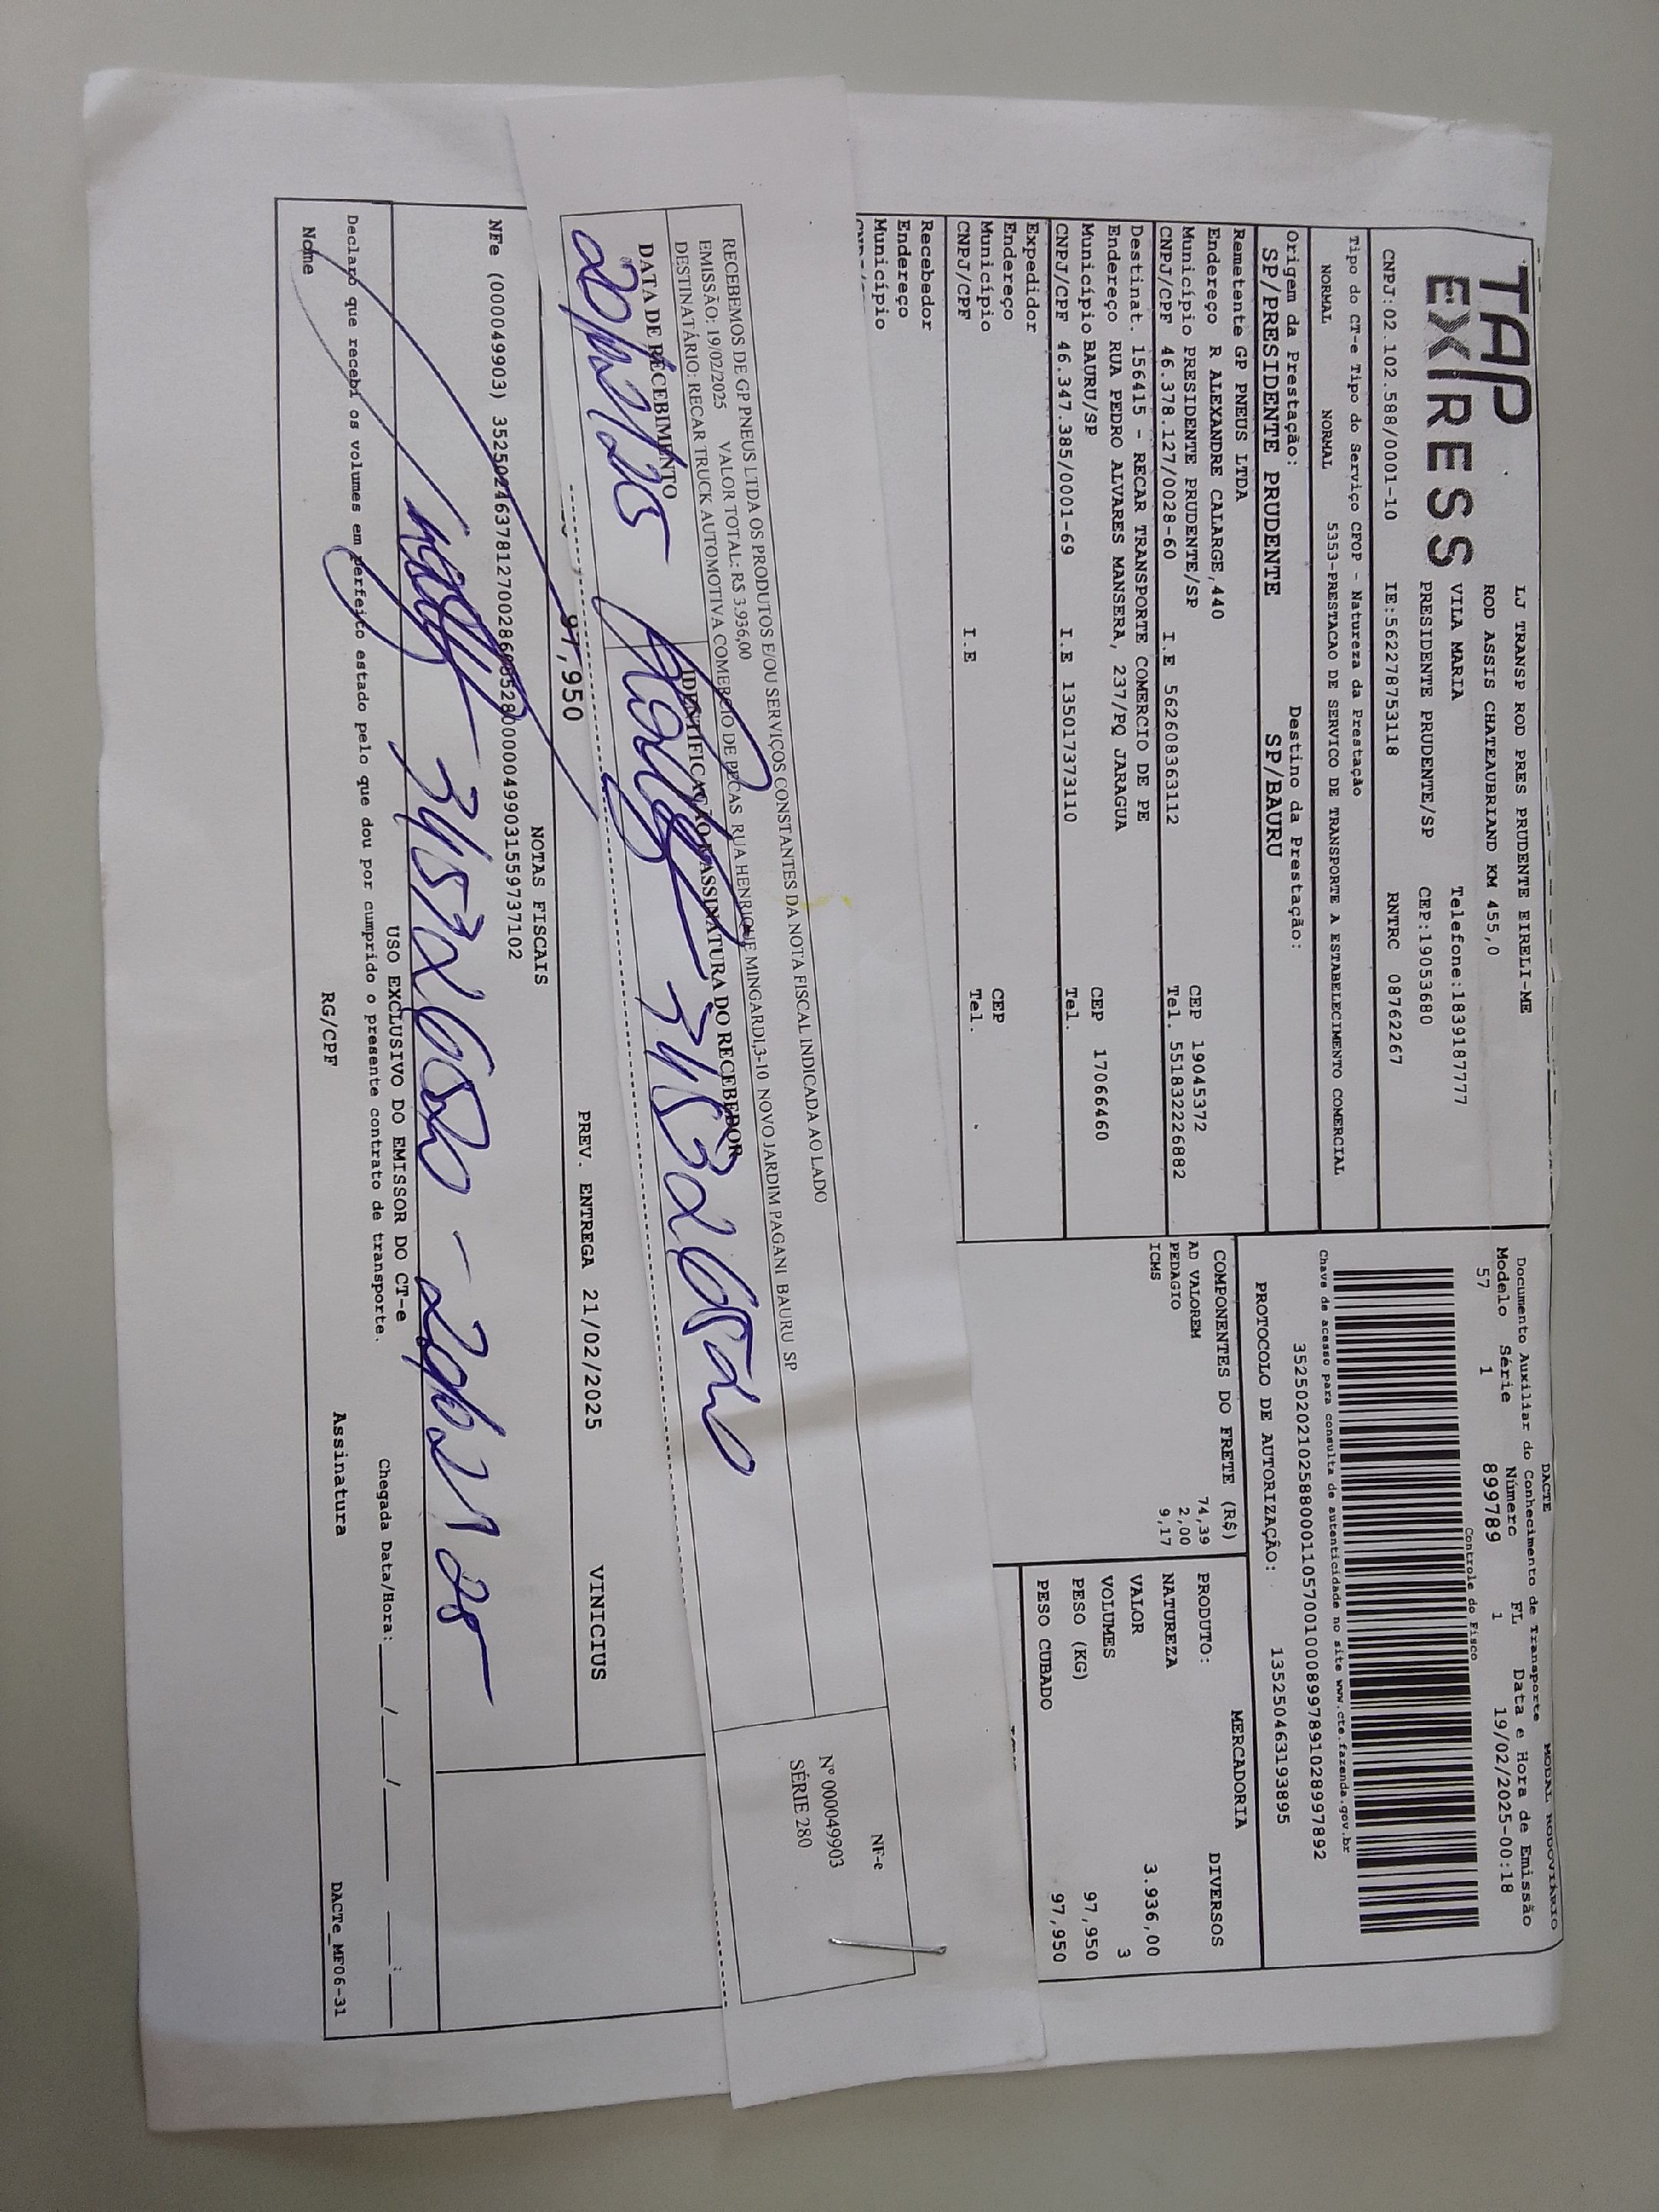 TAP
EXPRESS
LJ TRANSP ROD PRES PRUDENTE EIRELI-ME
ROD ASSIS CHATEAUBRIAND KM 455,0
VILA MARIA Telefone:1839187777
PRESIDENTE PRUDENTE/SP CEP:19053680
CNPJ:02.102.588/0001-10 IE:562278753118 RNTRC 08762267
Tipo do CT-e Tipo do Serviço CFOP - Natureza da Prestação
NORMAL NORMAL 5353-PRESTACAO DE SERVICO DE TRANSPORTE A ESTABELECIMENTO COMERCIAL
Origem da Prestação: Destino da Prestação:
SP/PRESIDENTE PRUDENTE SP/BAURU
Remetente GP PNEUS LTDA
Endereço R ALEXANDRE CALARGE,440 CEP 19045372
Município PRESIDENTE PRUDENTE/SP Tel. 551832226882
CNPJ/CPF 46.378.127/0028-60 I.E 562608363112
Destinat. 156415 - RECAR TRANSPORTE COMERCIO DE PE
Endereço RUA PEDRO ALVARES MANSERA, 237/PQ JARAGUA
Município BAURU/SP CEP 17066460
CNPJ/CPF 46.347.385/0001-69 I.E 135017373110 Tel.
Expedidor
Endereço
Município CEP
CNPJ/CPF I.E Tel.
Recebedor
Endereço
Município
DACTE MODAL RODOVIÁRIO
Documento Auxiliar do Conhecimento de Transporte
Modelo Série Número FL Data e Hora de Emissão
57 1 899789 1 19/02/2025-00:18
Controle do Fisco
Chave de acesso para consulta de autenticidade no site www.cte.fazenda.gov.br
35250202102588000110570010008997891028997892
PROTOCOLO DE AUTORIZAÇÃO: 135250463193895
COMPONENTES DO FRETE (R$)
AD VALOREM 74,39
PEDAGIO 2,00
ICMS 9,17
MERCADORIA
PRODUTO: DIVERSOS
NATUREZA
VALOR 3.936,00
VOLUMES 3
PESO (KG) 97,950
PESO CUBADO 97,950
RECEBEMOS DE GP PNEUS LTDA OS PRODUTOS E/OU SERVIÇOS CONSTANTES DA NOTA FISCAL INDICADA AO LADO
EMISSÃO: 19/02/2025 VALOR TOTAL: R$ 3.936,00
DESTINATÁRIO: RECAR TRUCK AUTOMOTIVA COMERCIO DE PECAS RUA HENRIQUE MINGARDI,3-10 NOVO JARDIM PAGANI BAURU SP
DATA DE RECEBIMENTO IDENTIFICAÇÃO E ASSINATURA DO RECEBEDOR
NF-e
Nº 000049903
SÉRIE 280
97,950
PREV. ENTREGA 21/02/2025 VINICIUS
NOTAS FISCAIS
NFe (000049903)
USO EXCLUSIVO DO EMISSOR DO CT-e
Declaro que recebi os volumes em perfeito estado pelo que dou por cumprido o presente contrato de transporte.
Chegada Data/Hora: ___/___/_____ ___:___
Nome RG/CPF Assinatura
DACTe_MF06-31